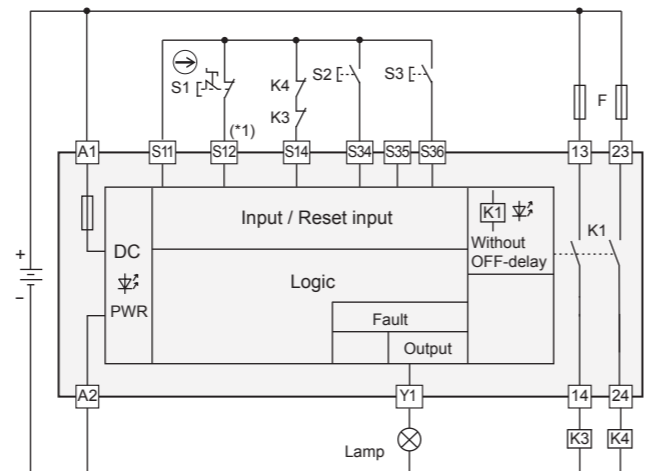 S1 K4 S2 S3
K3 F
(*1)
A1 S11 S12 S14 S34 S35 S36 13 23
Input / Reset input K1
DC Without K1
OFF-delay
+ Logic
-
PWR
Fault
Output
A2 Y1 14 24
Lamp K3 K4